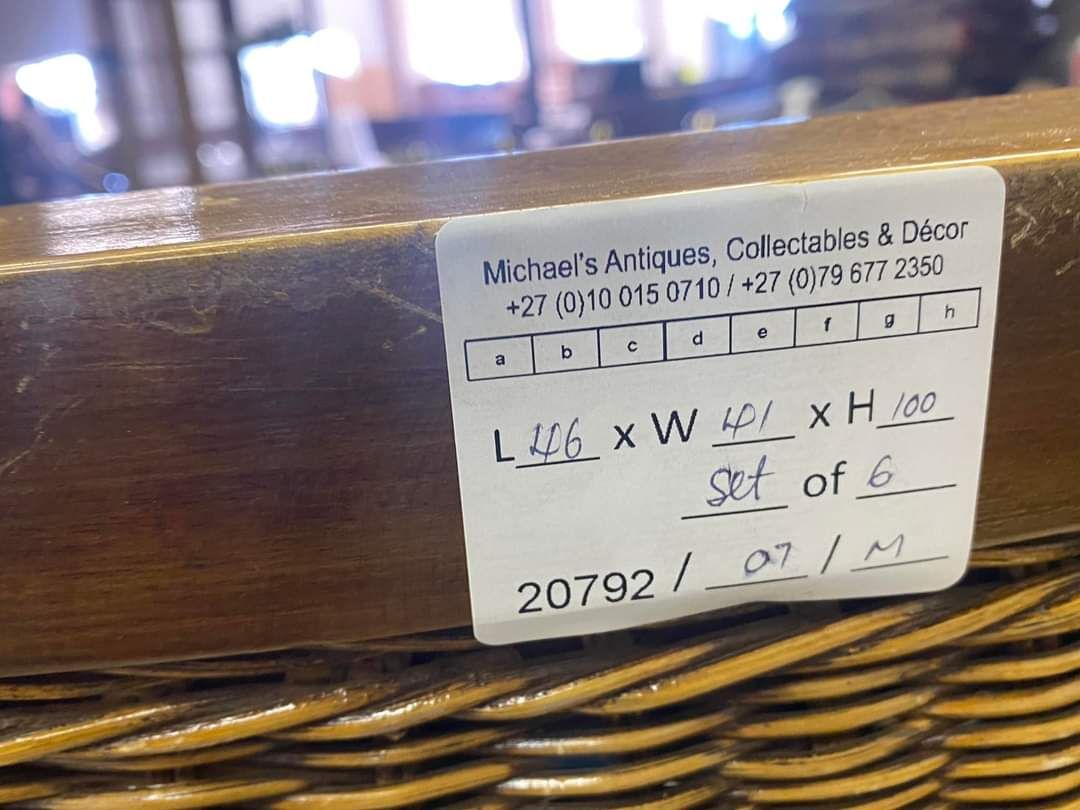 Michael's Antiques, Collectables & Décor
+27 (0)10 015 0710 / +27 (0)79 677 2350
a b c d e f g h
L 46 x W 41 x H 100
set of 6
20792 / 07 / M